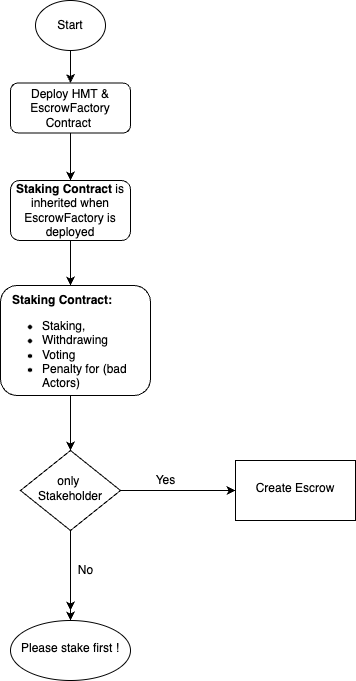 Start
Deploy HMT &
EscrowFactory
Contract
Staking Contract is
inherited when
EscrowFactory is
deployed
Staking Contract:
• Staking,
• Withdrawing
• Voting
• Penalty for (bad
Actors)
only
Stakeholder
Yes
Create Escrow
No
Please stake first !